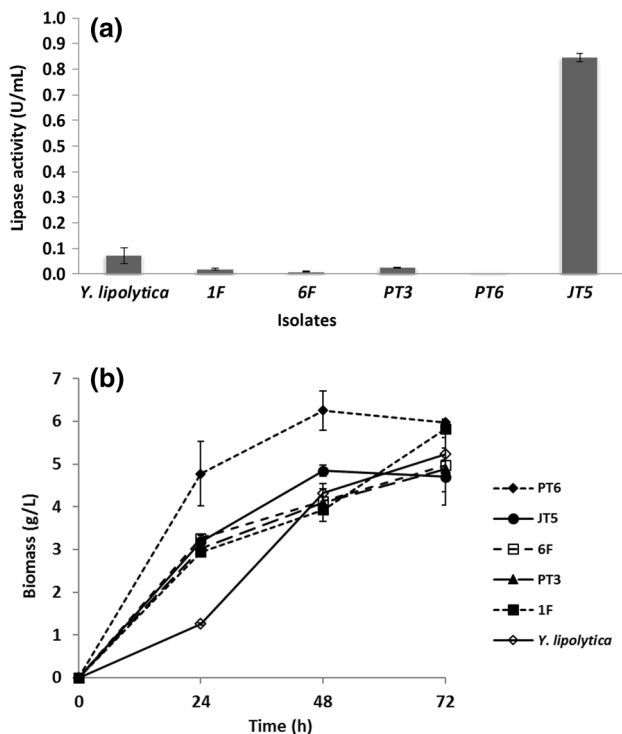 (a)
Lipase activity (U/mL)
1.0
0.9
0.8
0.7
0.6
0.5
0.4
0.3
0.2
0.1
0.0
Y. lipolytica 1F 6F PT3 PT6 JT5
Isolates
(b)
Biomass (g/L)
7
6
5
4
3
2
1
0
0 24 48 72
Time (h)
PT6
JT5
6F
PT3
1F
Y. lipolytica